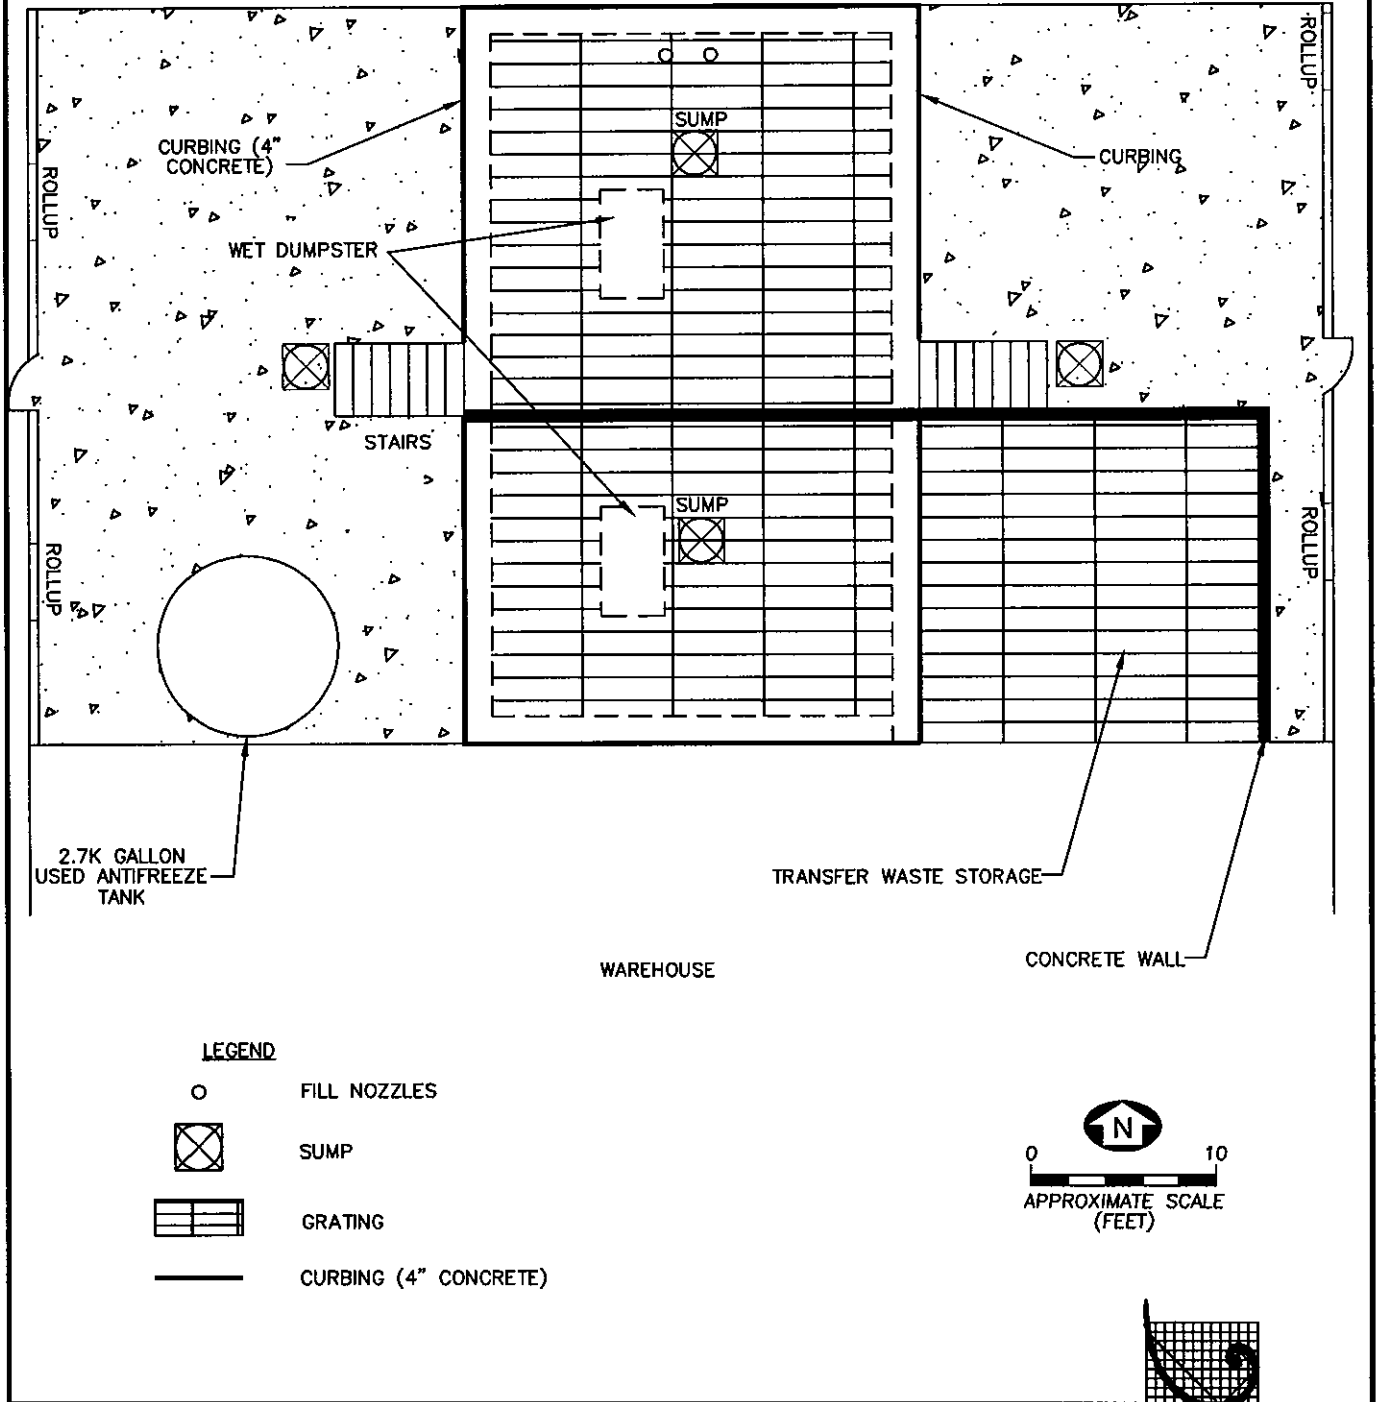 ROLLUP
SUMP
CURBING (4"
CONCRETE)
CURBING
ROLLUP
WET DUMPSTER
STAIRS
SUMP
ROLLUP
ROLLUP
2.7K GALLON
USED ANTIFREEZE
TANK
TRANSFER WASTE STORAGE
CONCRETE WALL
WAREHOUSE
LEGEND
FILL NOZZLES
SUMP
GRATING
CURBING (4" CONCRETE)
N
0 10
APPROXIMATE SCALE
(FEET)